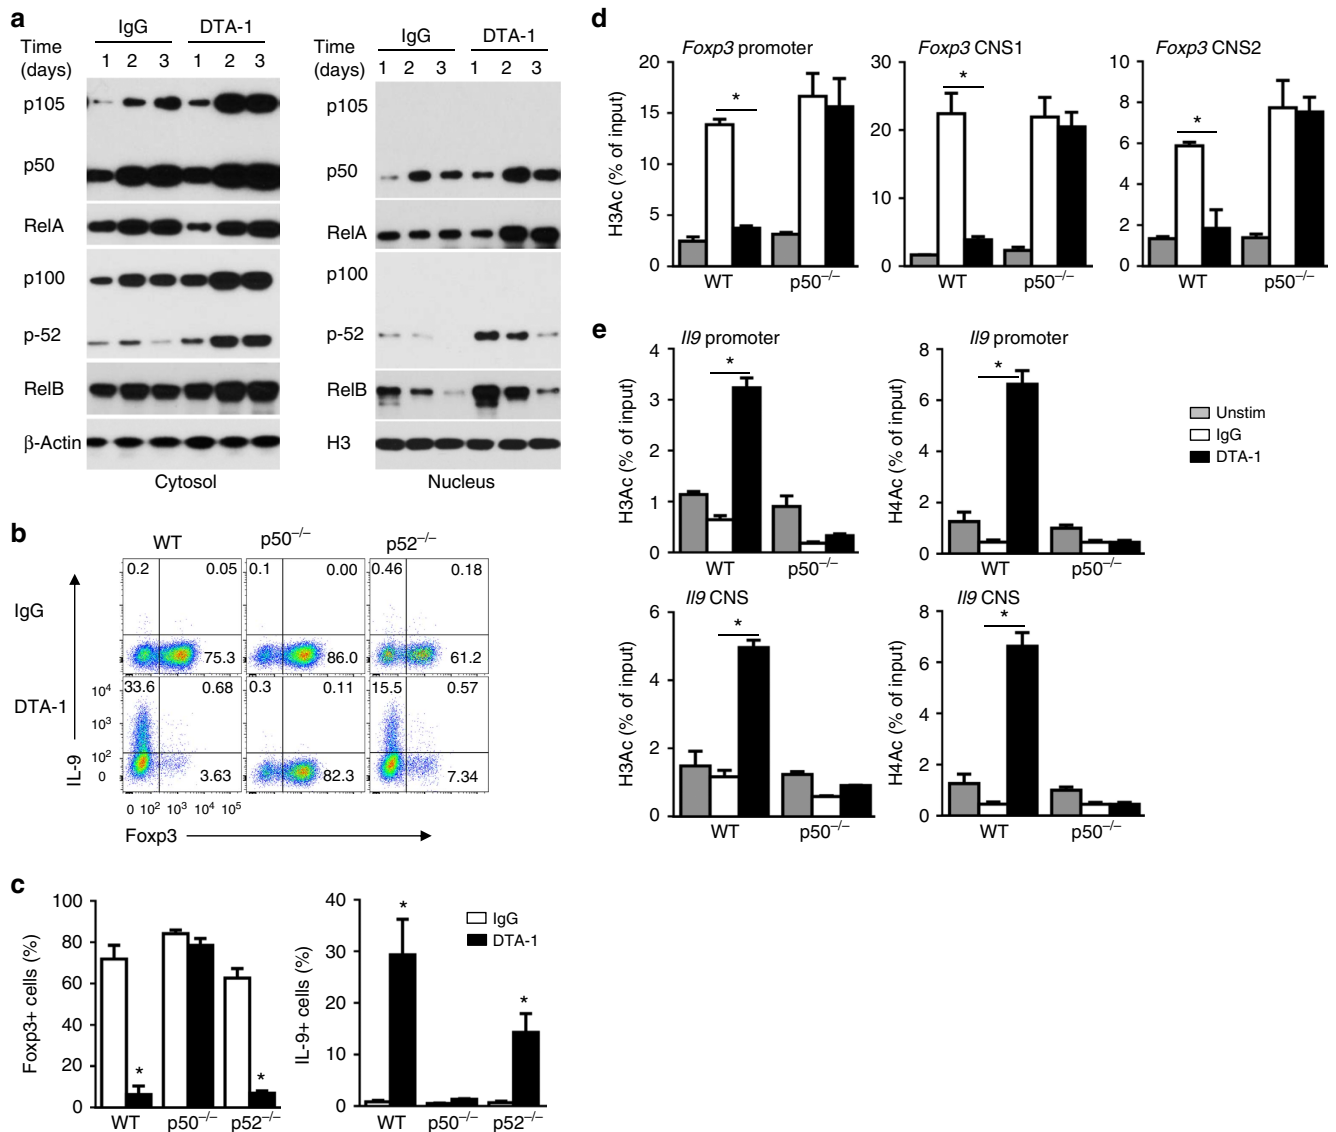 a
IgG DTA-1
Time (days) 1 2 3 1 2 3
p105
p50
RelA
p100
p-52
RelB
β-Actin
Cytosol
IgG DTA-1
Time (days) 1 2 3 1 2 3
p105
p50
RelA
p100
p-52
RelB
H3
Nucleus
b
WT p50–/– p52–/–
IgG
0.2 0.05 0.1 0.00 0.46 0.18
75.3 86.0 61.2
DTA-1
33.6 0.68 0.3 0.11 15.5 0.57
3.63 82.3 7.34
10⁴
10³
10²
0
IL-9
0 10² 10³ 10⁴ 10⁵
Foxp3
c
Foxp3+ cells (%)
100
80
60
40
20
0
* *
WT p50–/– p52–/–
IL-9+ cells (%)
40
30
20
10
0
* *
WT p50–/– p52–/–
IgG
DTA-1
d
Foxp3 promoter
H3Ac (% of input)
20
15
10
5
0
*
WT p50–/–
Foxp3 CNS1
30
20
10
0
*
WT p50–/–
Foxp3 CNS2
10
8
6
4
2
0
*
WT p50–/–
e
Il9 promoter
H3Ac (% of input)
4
3
2
1
0
*
WT p50–/–
Il9 promoter
H4Ac (% of input)
8
6
4
2
0
*
WT p50–/–
Unstim
IgG
DTA-1
Il9 CNS
H3Ac (% of input)
6
4
2
0
*
WT p50–/–
Il9 CNS
H4Ac (% of input)
8
6
4
2
0
*
WT p50–/–